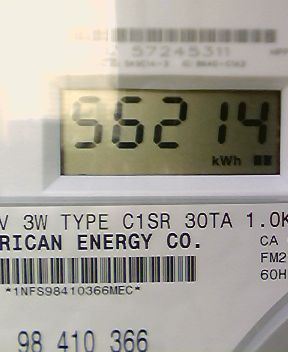 57245311
56214
kWh
V 3W TYPE C1SR 30TA 1.0K
RICAN ENERGY CO.
CA
FM2
60H
*1NFS98410366MEC*
98 410 366